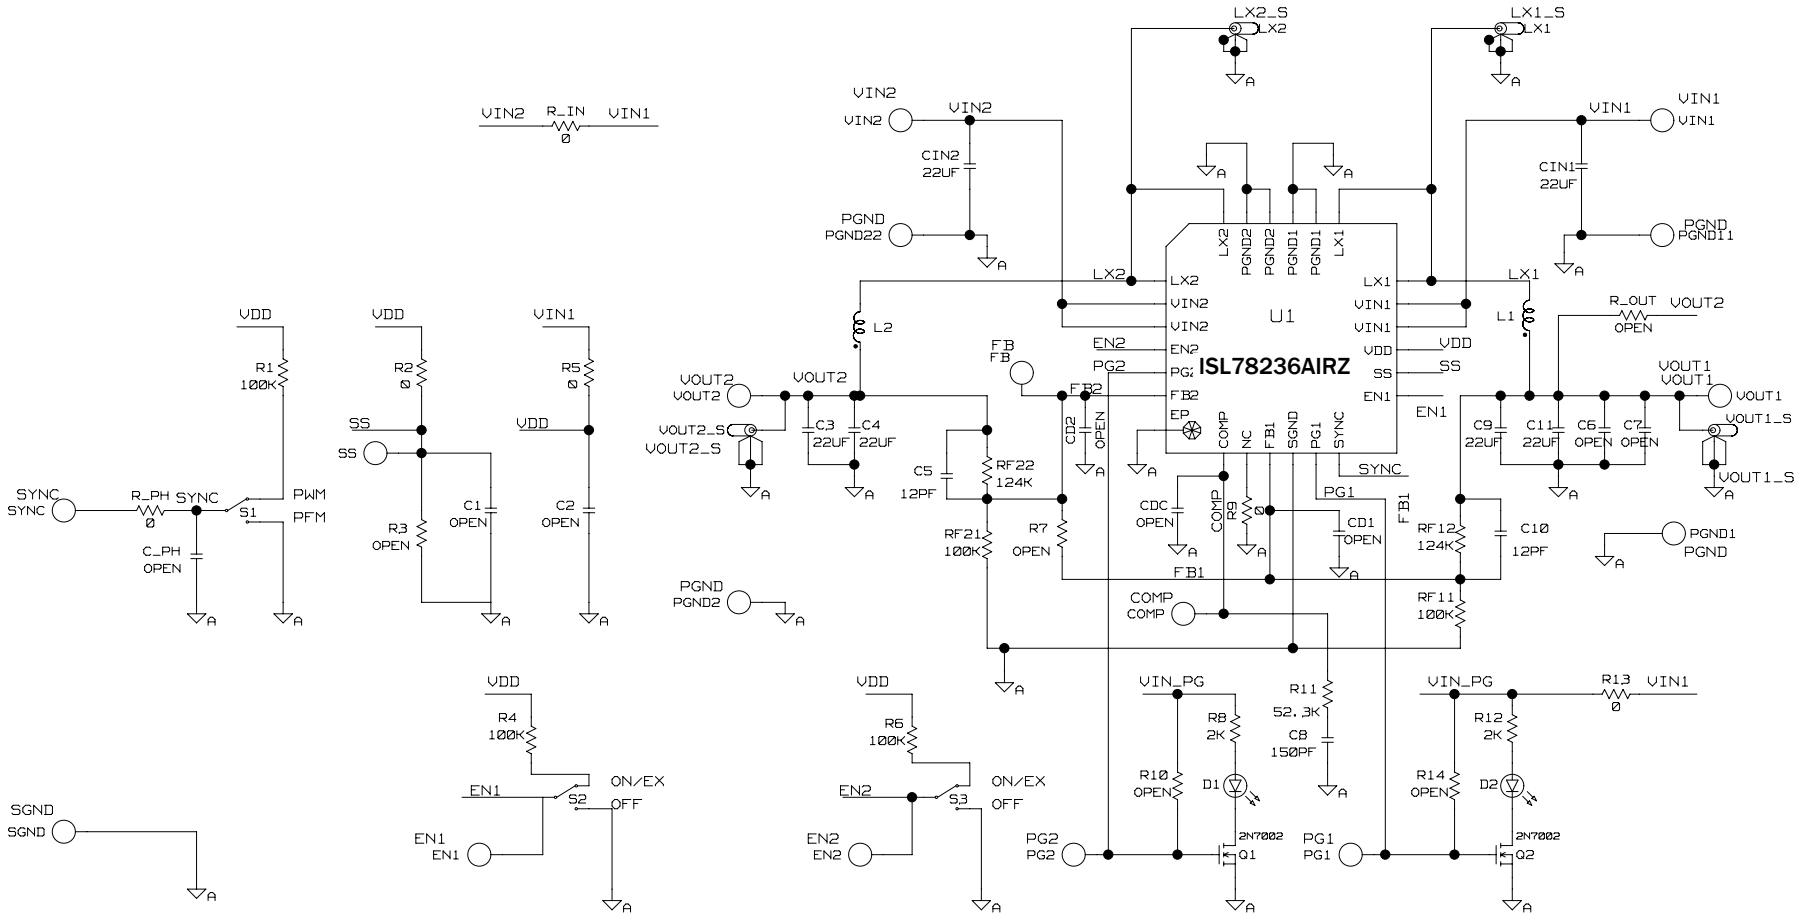 LX2_S
LX2
A
LX1_S
LX1
A
VIN2 R_IN VIN1
0
VIN2
VIN2
VIN2
CIN2
22UF
PGND
PGND22
A
A
A
VIN1
VIN1
VIN1
CIN1
22UF
PGND
PGND11
A
LX2
PGND2
PGND2
PGND1
PGND1
LX1
LX2
LX2
VIN2
VIN2
EN2
EN2
PG2
PG2
FB2
FB2
EP
U1
ISL78236AIRZ
LX1
LX1
VIN1
VIN1
VDD
VDD
SS
SS
EN1
EN1
COMP
NC
FB1
SGND
PG1
SYNC
SYNC
PG1
FB1
L2
L1
R_OUT
OPEN
VOUT2
FB
FB
VOUT2
VOUT2
VOUT2
VOUT2_S
VOUT2_S
A
C3
22UF
C4
22UF
A
C5
12PF
RF22
124K
RF21
100K
CD2
OPEN
A
A
R7
OPEN
CDC
OPEN
A
COMP
R9
0
A
CD1
OPEN
A
FB1
VOUT1
VOUT1
VOUT1
VOUT1_S
VOUT1_S
A
C9
22UF
C11
22UF
C6
OPEN
C7
OPEN
A
RF12
124K
C10
12PF
RF11
100K
PGND1
PGND
A
VDD
R1
100K
SYNC
SYNC
R_PH
0
SYNC
S1
PWM
PFM
C_PH
OPEN
A
A
VDD
R2
0
SS
SS
R3
OPEN
C1
OPEN
A
VIN1
R5
0
VDD
C2
OPEN
A
PGND
PGND2
A
COMP
COMP
A
R11
52.3K
C8
150PF
A
VDD
R4
100K
EN1
S2
ON/EX
OFF
EN1
EN1
A
VDD
R6
100K
EN2
S3
ON/EX
OFF
EN2
EN2
A
SGND
SGND
A
VIN_PG
R8
2K
R10
OPEN
D1
2N7002
Q1
PG2
PG2
A
VIN_PG
R13
0
VIN1
R12
2K
R14
OPEN
D2
2N7002
Q2
PG1
PG1
A